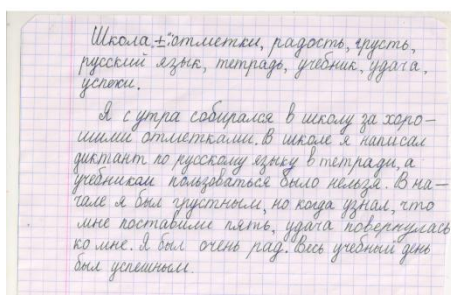 Школа, ±: отметки, радость, грусть,
русский язык, тетрадь, учебник, удача,
успехи.
Я с утра собирался в школу за хоро-
шими отметками. В школе я написал
диктант по русскому языку в тетради, а
учебником пользоваться было нельзя. В на-
чале я был грустным, но когда узнал, что
мне поставили пять, удача повернулась
ко мне. Я был очень рад. Весь учебный день
был успешным.